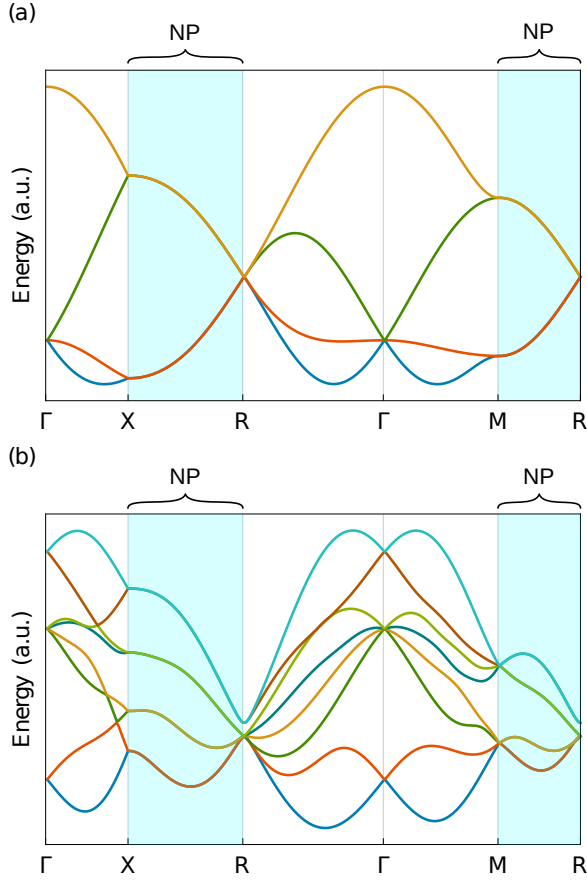 (a)
NP NP
Energy (a.u.)
Γ X R Γ M R
(b)
NP NP
Energy (a.u.)
Γ X R Γ M R